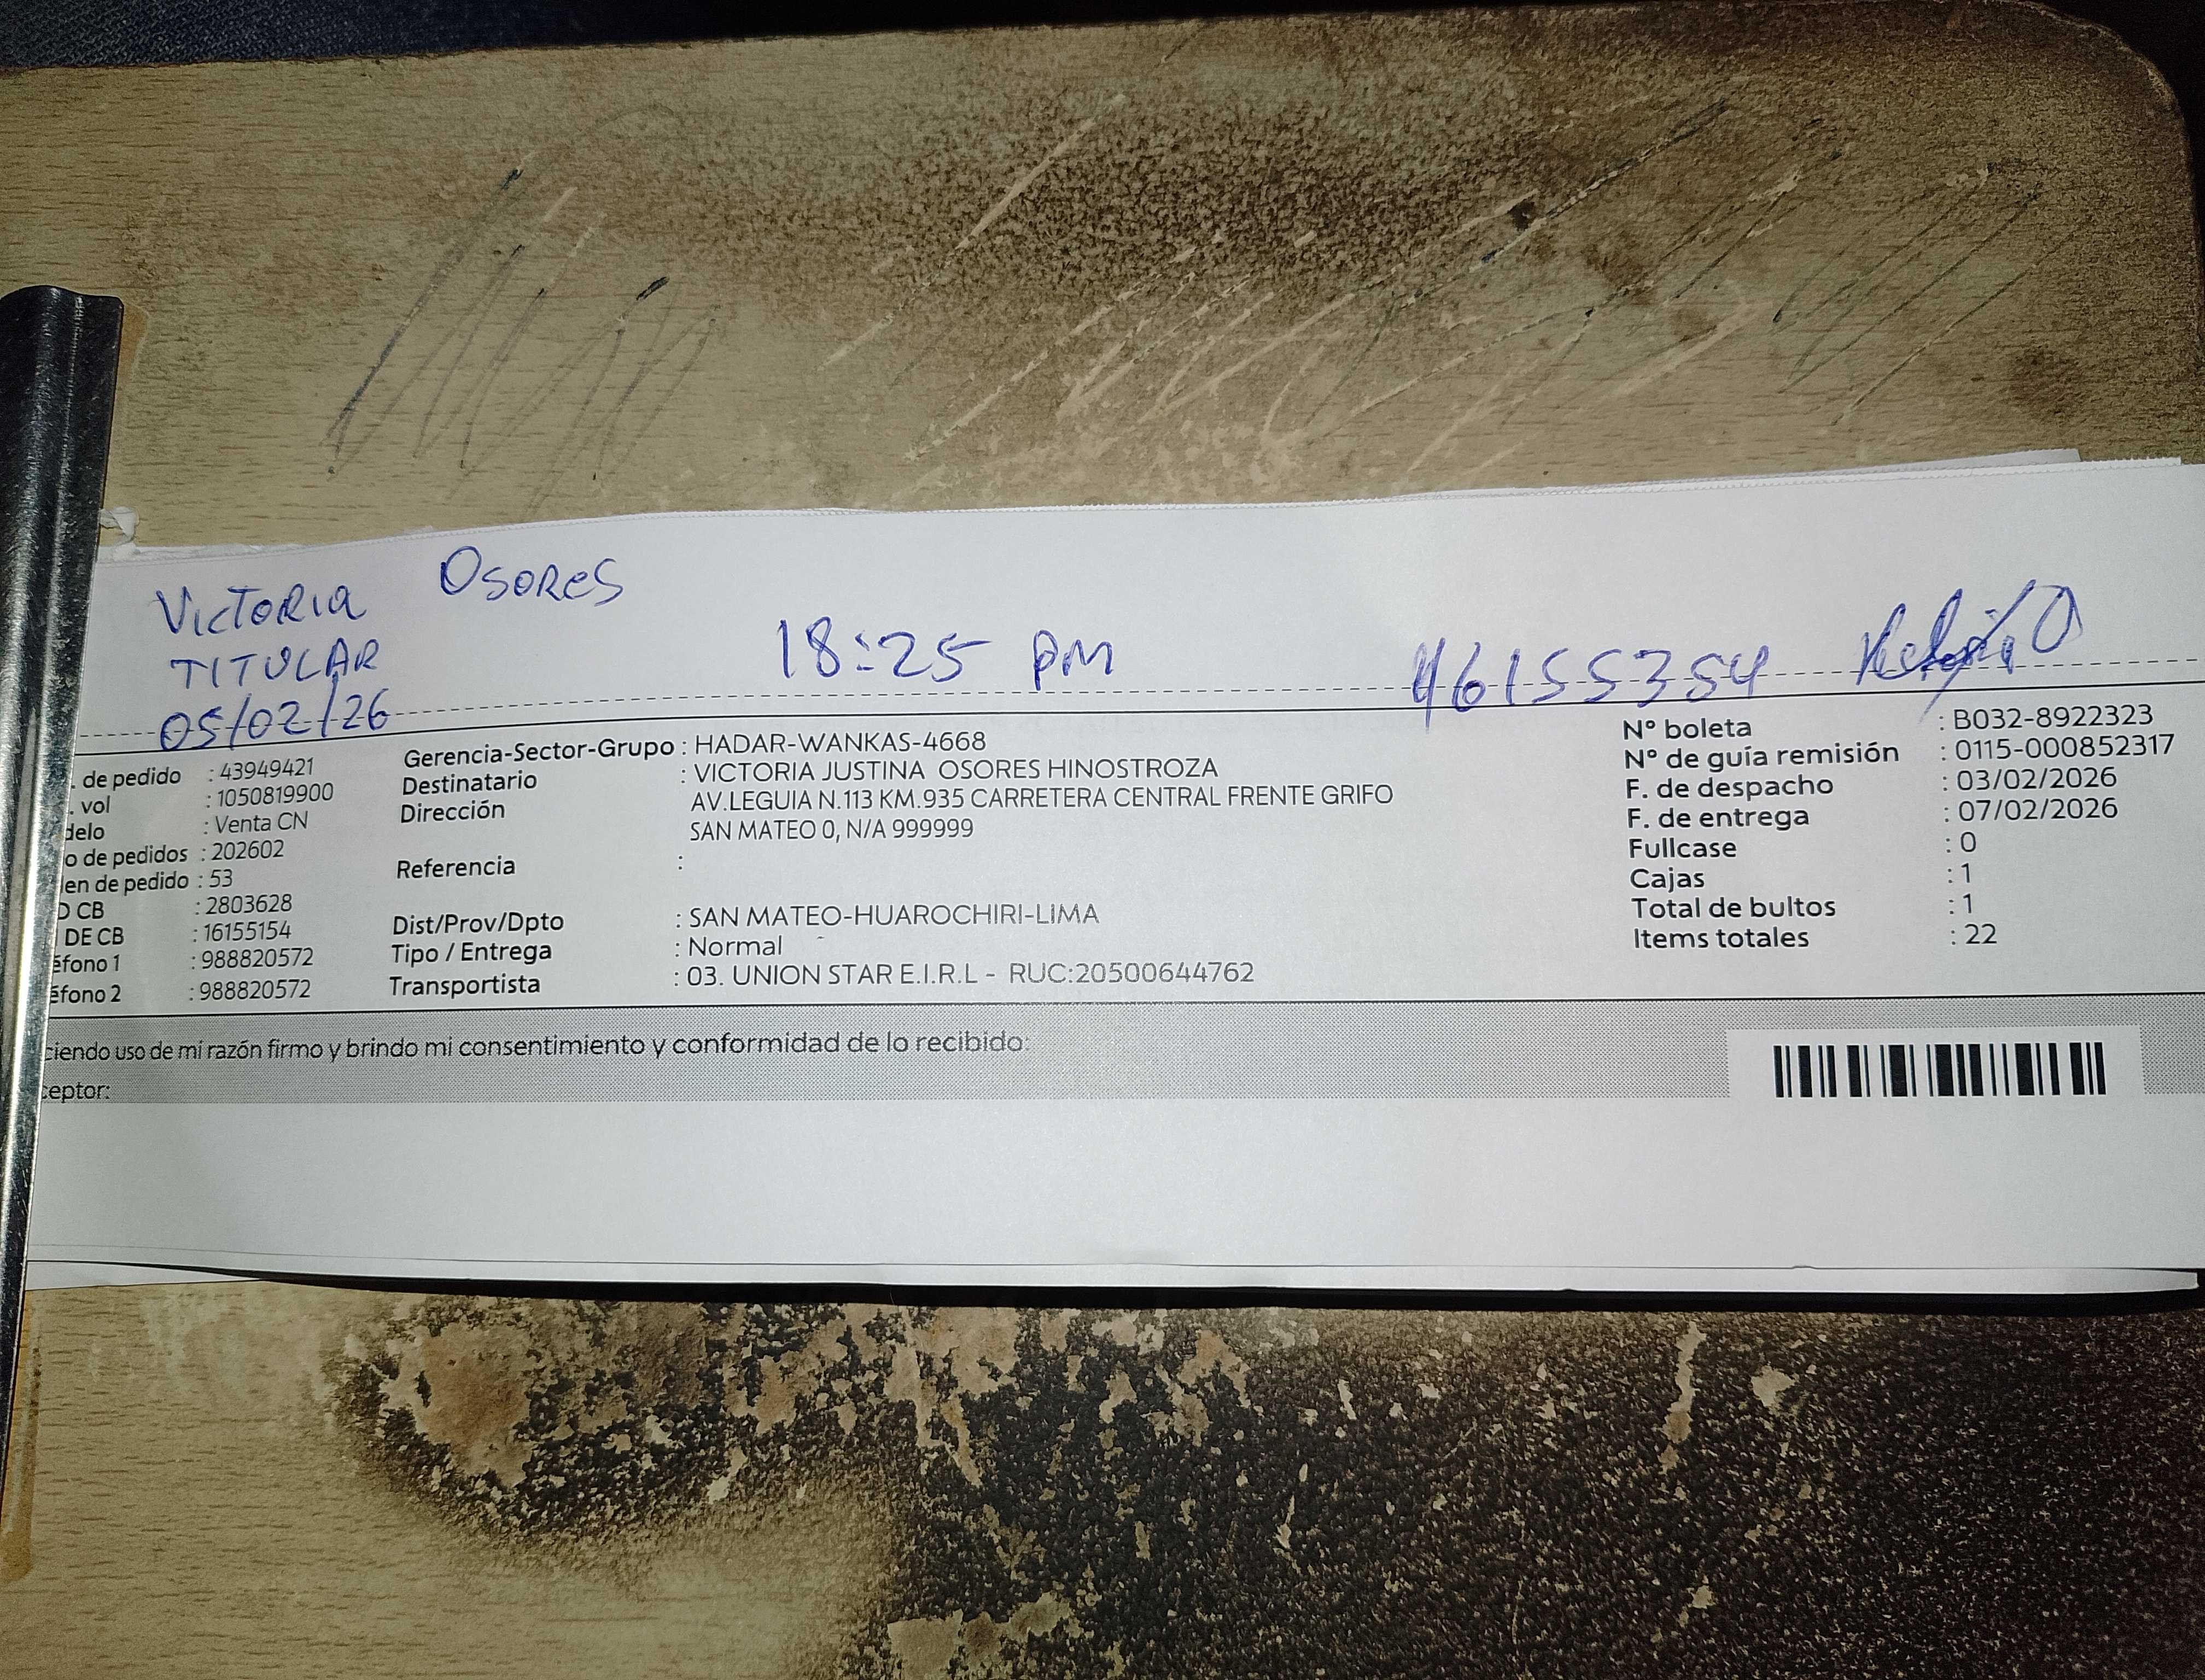 VICTORIA OSORES
TITULAR
05/02/26
18:25 pm
46155354
. de pedido : 43949421
. vol : 1050819900
delo : Venta CN
o de pedidos : 202602
en de pedido : 53
D CB : 2803628
DE CB : 16155154
éfono 1 : 988820572
éfono 2 : 988820572
Gerencia-Sector-Grupo : HADAR-WANKAS-4668
Destinatario : VICTORIA JUSTINA OSORES HINOSTROZA
Dirección AV.LEGUIA N.113 KM.935 CARRETERA CENTRAL FRENTE GRIFO
SAN MATEO 0, N/A 999999
Referencia :
Dist/Prov/Dpto : SAN MATEO-HUAROCHIRI-LIMA
Tipo / Entrega : Normal
Transportista : 03. UNION STAR E.I.R.L - RUC:20500644762
N° boleta : B032-8922323
N° de guía remisión : 0115-000852317
F. de despacho : 03/02/2026
F. de entrega : 07/02/2026
Fullcase : 0
Cajas : 1
Total de bultos : 1
Items totales : 22
ciendo uso de mi razón firmo y brindo mi consentimiento y conformidad de lo recibido:
ceptor: